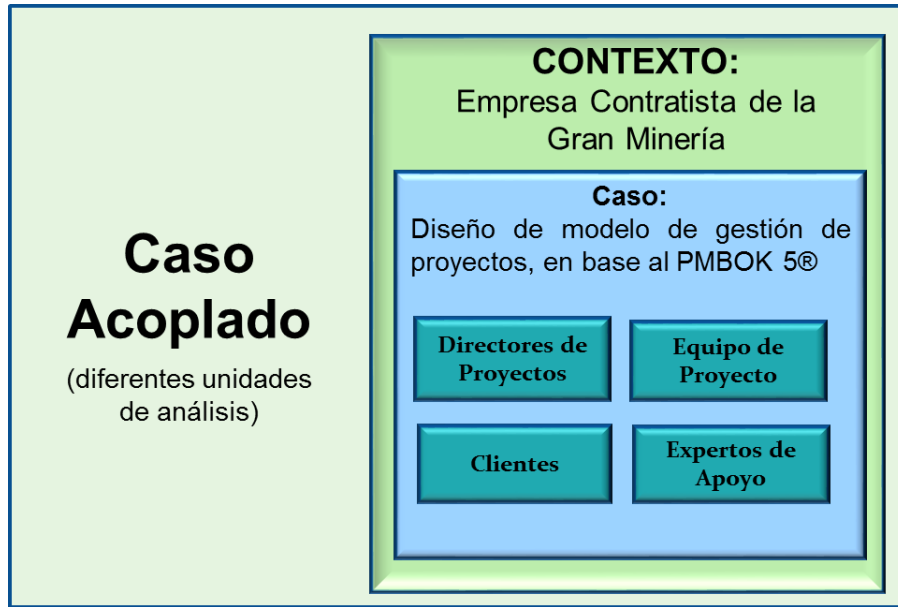 Caso
Acoplado
(diferentes unidades
de análisis)
CONTEXTO:
Empresa Contratista de la
Gran Minería
Caso:
Diseño de modelo de gestión de
proyectos, en base al PMBOK 5®
Directores de
Proyectos
Equipo de
Proyecto
Clientes
Expertos de
Apoyo